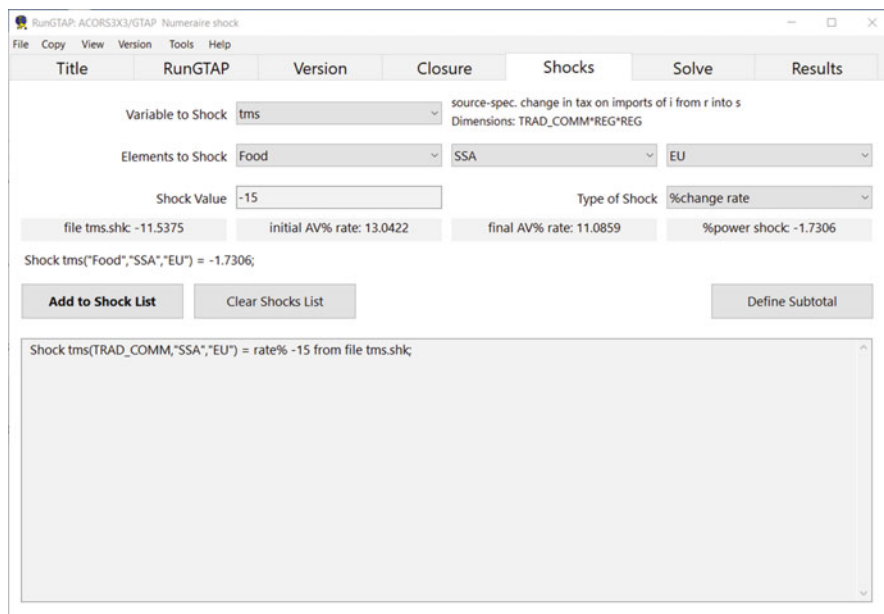 RunGTAP: ACORS3X3/GTAP Numeraire shock
File Copy View Version Tools Help
Title RunGTAP Version Closure Shocks Solve Results
Variable to Shock tms source-spec. change in tax on imports of i from r into s
Dimensions: TRAD_COMM*REG*REG
Elements to Shock Food SSA EU
Shock Value -15 Type of Shock %change rate
file tms.shk: -11.5375 initial AV% rate: 13.0422 final AV% rate: 11.0859 %power shock: -1.7306
Shock tms("Food","SSA","EU") = -1.7306;
Add to Shock List Clear Shocks List Define Subtotal
Shock tms(TRAD_COMM,"SSA","EU") = rate% -15 from file tms.shk;